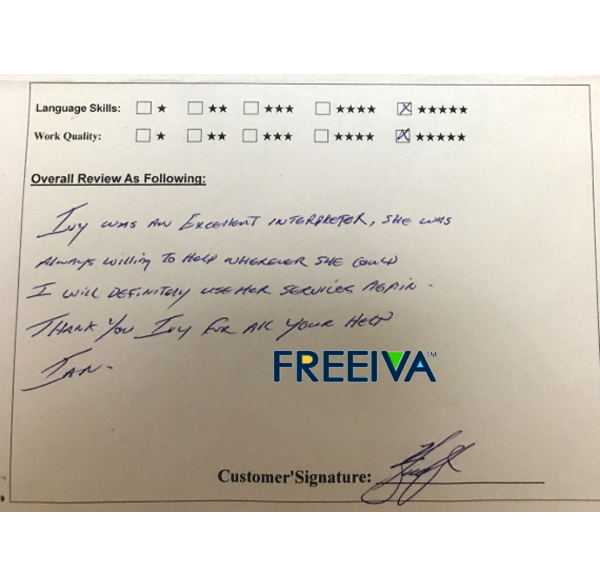 Language Skills: ☐ ★ ☐ ★★ ☐ ★★★ ☐ ★★★★ ☒ ★★★★★
Work Quality: ☐ ★ ☐ ★★ ☐ ★★★ ☐ ★★★★ ☒ ★★★★★
Overall Review As Following:
Ivy was an Excellent interpreter, she was
Always willing to help wherever she could
I will definitely use her services again.
Thank you Ivy for all your help
Ian.
FREEIVA™
Customer'Signature: